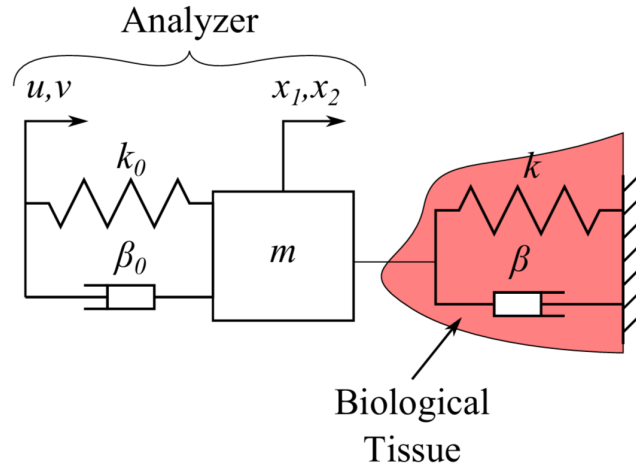 Analyzer
u,v
x₁,x₂
k₀
k
β₀
m
β
Biological
Tissue